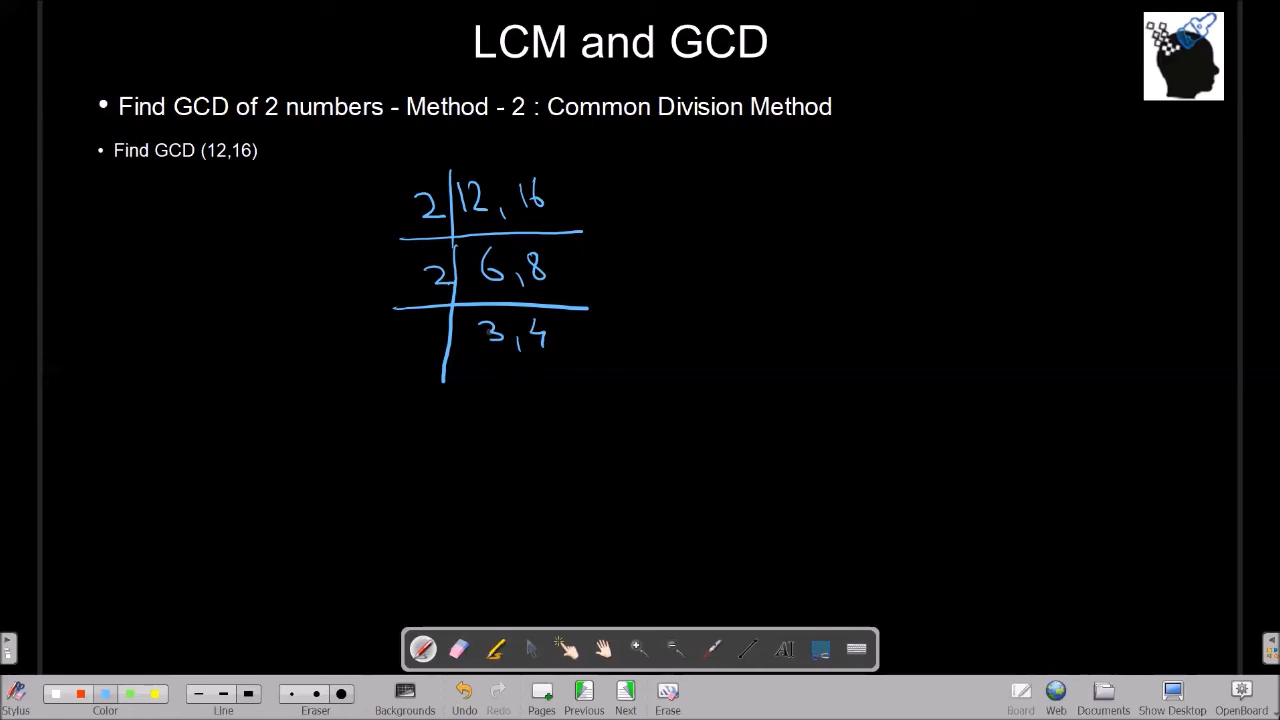 LCM and GCD
• Find GCD of 2 numbers - Method - 2 : Common Division Method
• Find GCD (12,16)
2 12, 16
2 6, 8
3, 4
Stylus Color Line Eraser Backgrounds Undo Redo Pages Previous Next Erase Board Web Documents Show Desktop OpenBoard